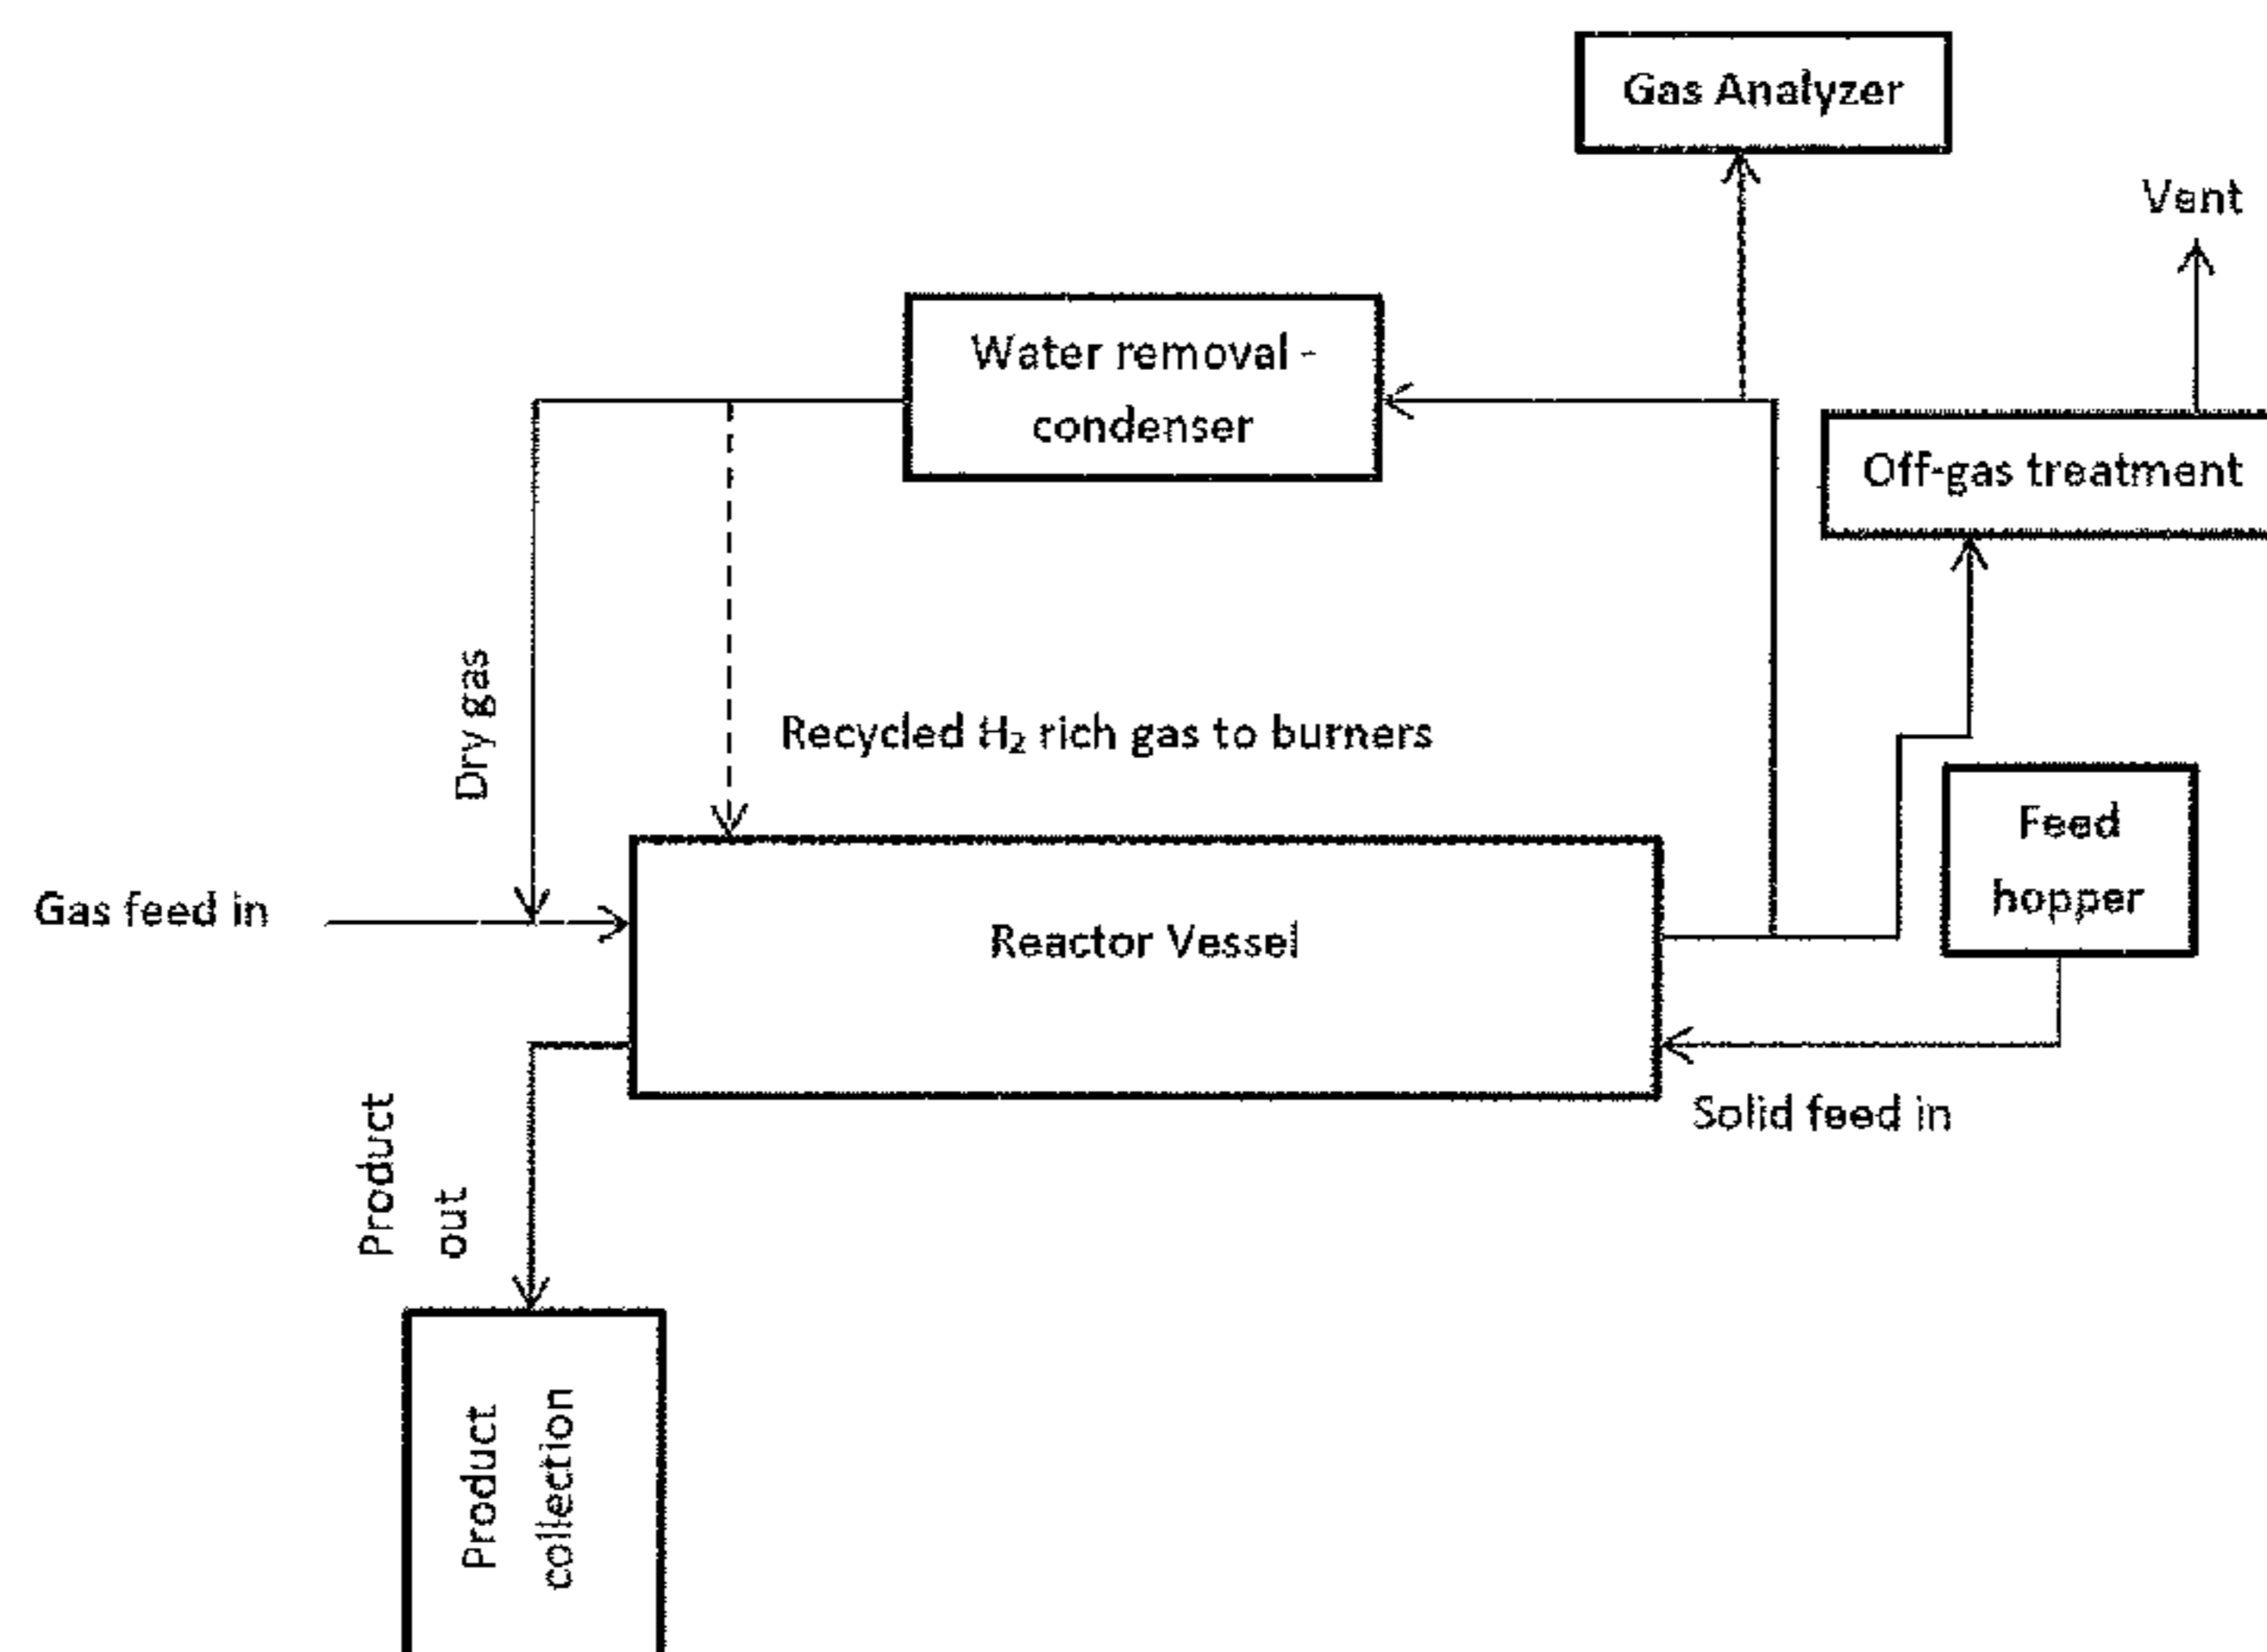 Gas Analyzer
Vent
Water removal -
condenser
Off-gas treatment
Dry gas
Recycled H₂ rich gas to burners
Feed
hopper
Gas feed in
Reactor Vessel
Solid feed in
Product
out
Product
collection